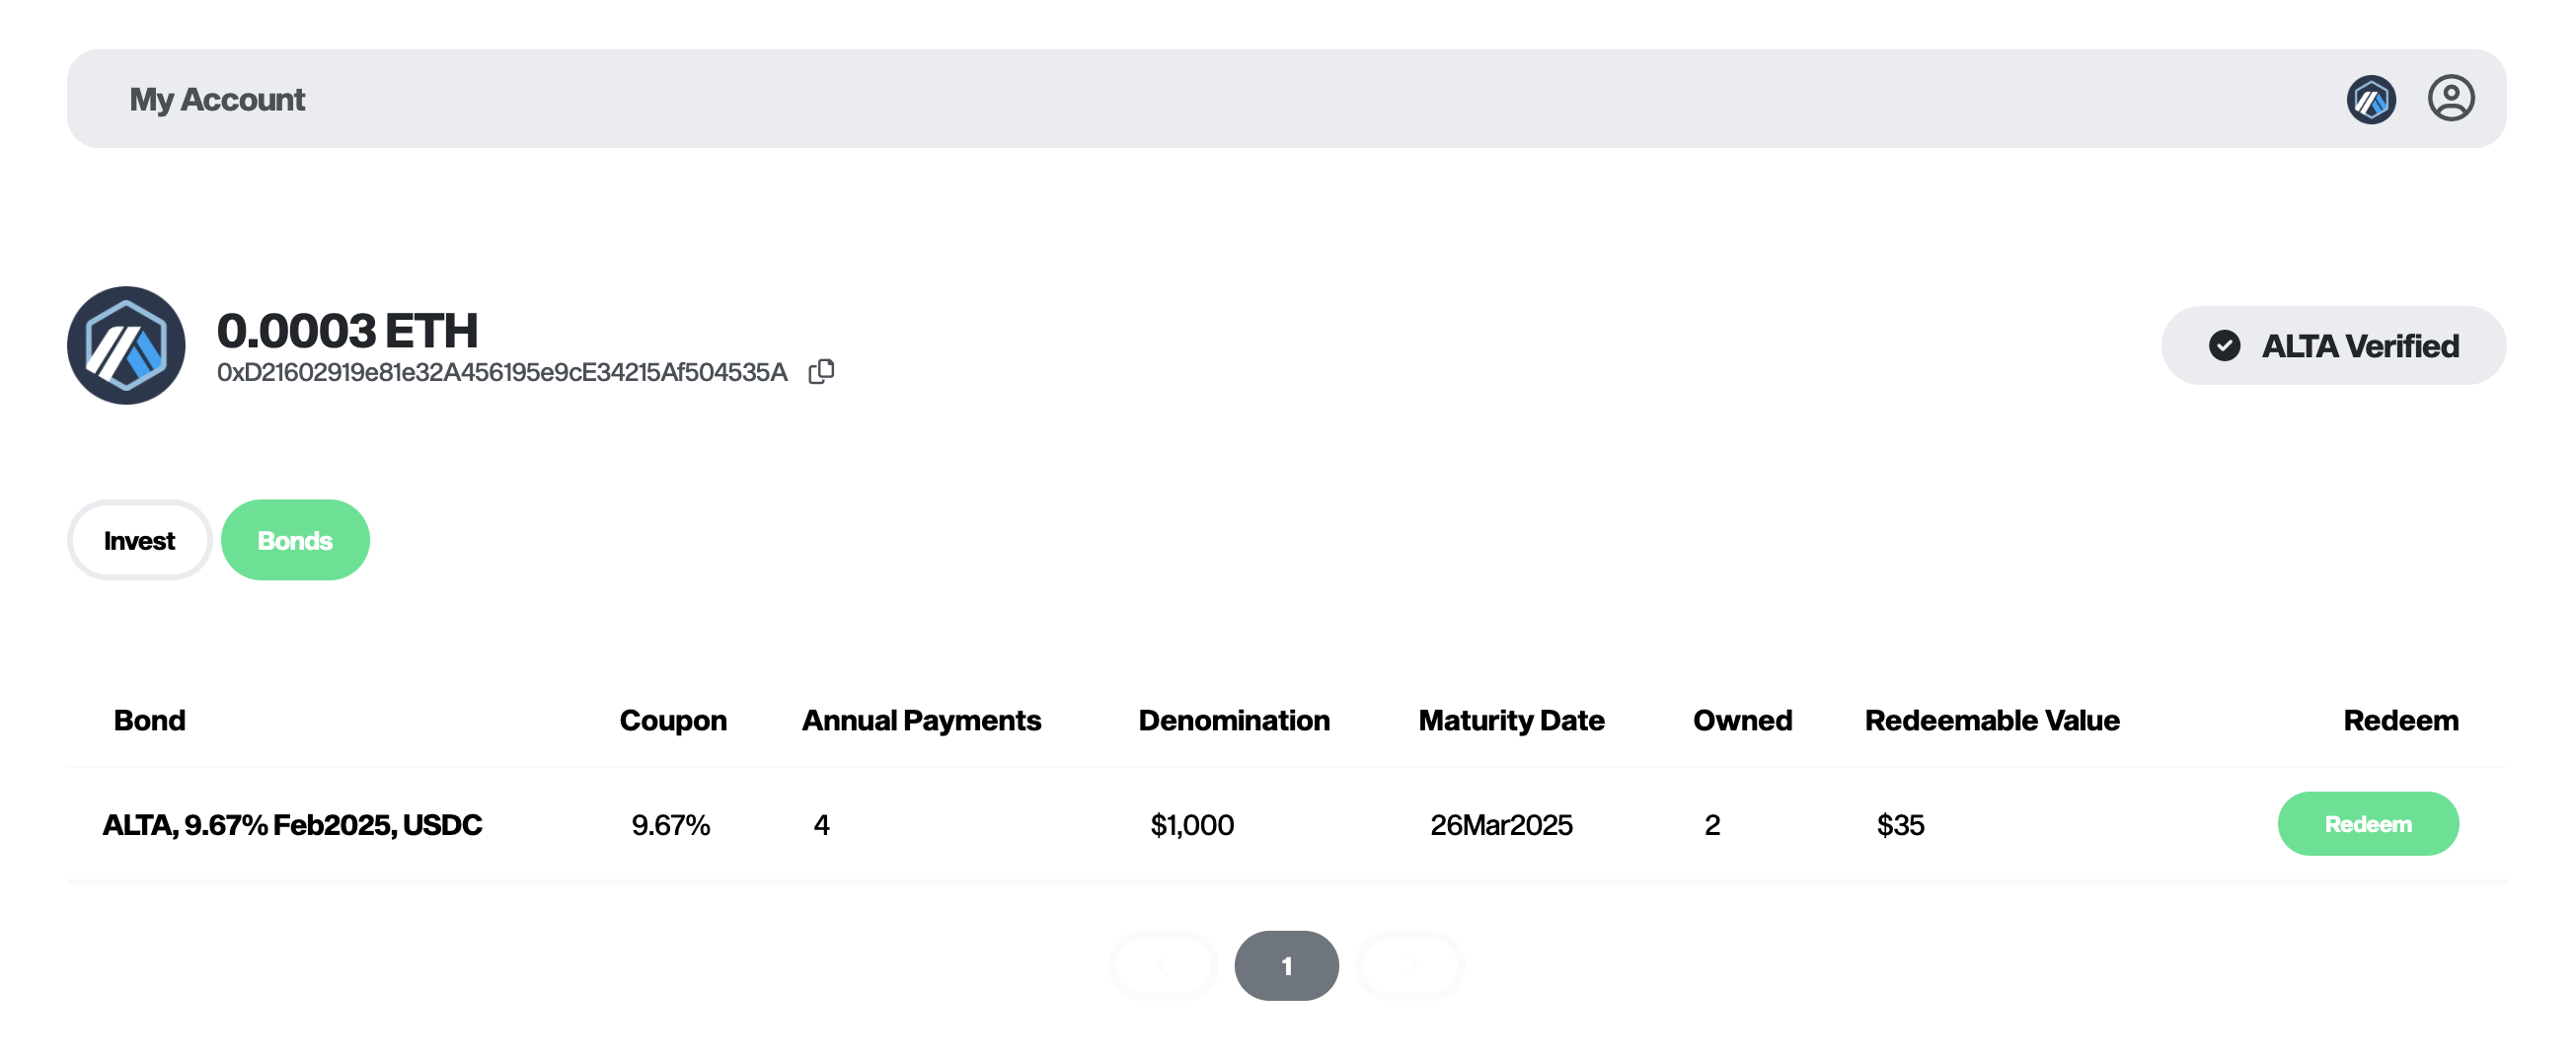 My Account
0.0003 ETH
0xD21602919e81e32A456195e9cE34215Af504535A
ALTA Verified
Invest Bonds
Bond Coupon Annual Payments Denomination Maturity Date Owned Redeemable Value Redeem
ALTA, 9.67% Feb2025, USDC 9.67% 4 $1,000 26Mar2025 2 $35 Redeem
1